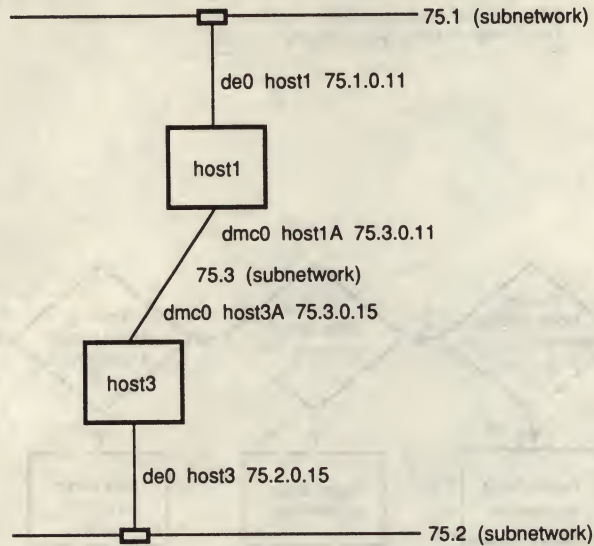 75.1 (subnetwork)
de0 host1 75.1.0.11
host1
dmc0 host1A 75.3.0.11
75.3 (subnetwork)
dmc0 host3A 75.3.0.15
host3
de0 host3 75.2.0.15
75.2 (subnetwork)